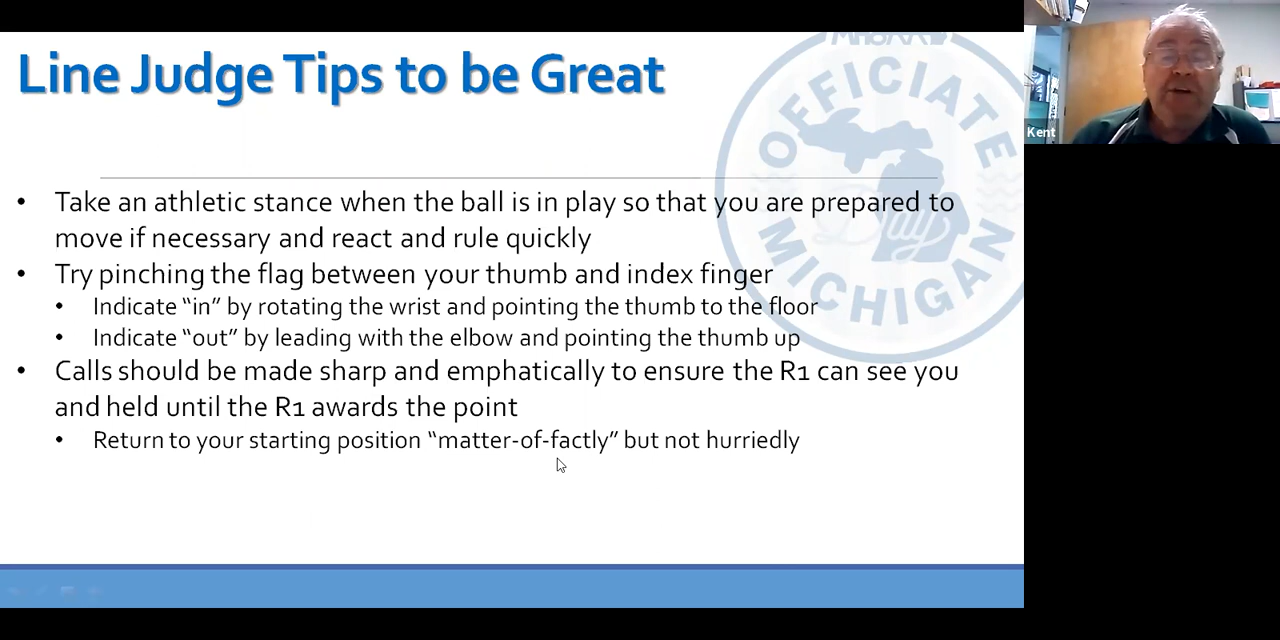 Line Judge Tips to be Great
MHSAA
OFFICIATE
Duty
MICHIGAN
Kent
• Take an athletic stance when the ball is in play so that you are prepared to
move if necessary and react and rule quickly
• Try pinching the flag between your thumb and index finger
• Indicate “in” by rotating the wrist and pointing the thumb to the floor
• Indicate “out” by leading with the elbow and pointing the thumb up
• Calls should be made sharp and emphatically to ensure the R1 can see you
and held until the R1 awards the point
• Return to your starting position “matter-of-factly” but not hurriedly